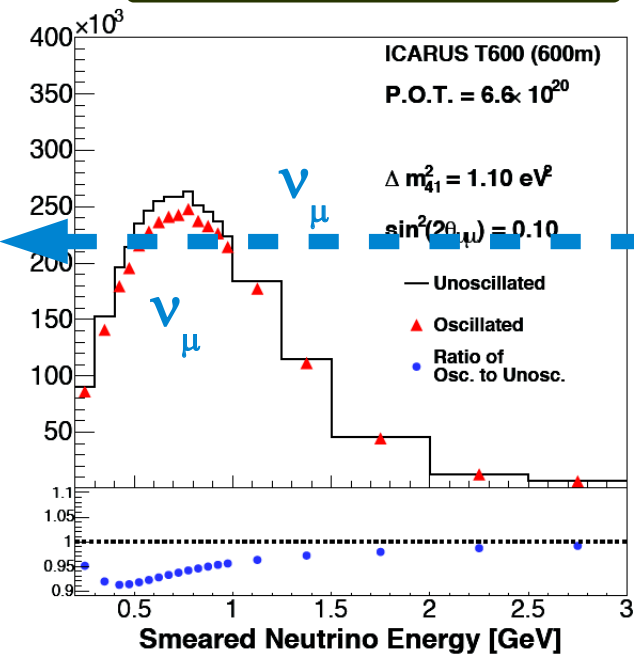 ×10³
400
350
300
250
200
150
100
50
ICARUS T600 (600m)
P.O.T. = 6.6× 10²⁰
Δ m²₄₁ = 1.10 eV²
sin²(2θμμ) = 0.10
νμ
νμ
Unoscillated
Oscillated
Ratio of
Osc. to Unosc.
1.1
1.05
1
0.95
0.9
0.5 1 1.5 2 2.5 3
Smeared Neutrino Energy [GeV]